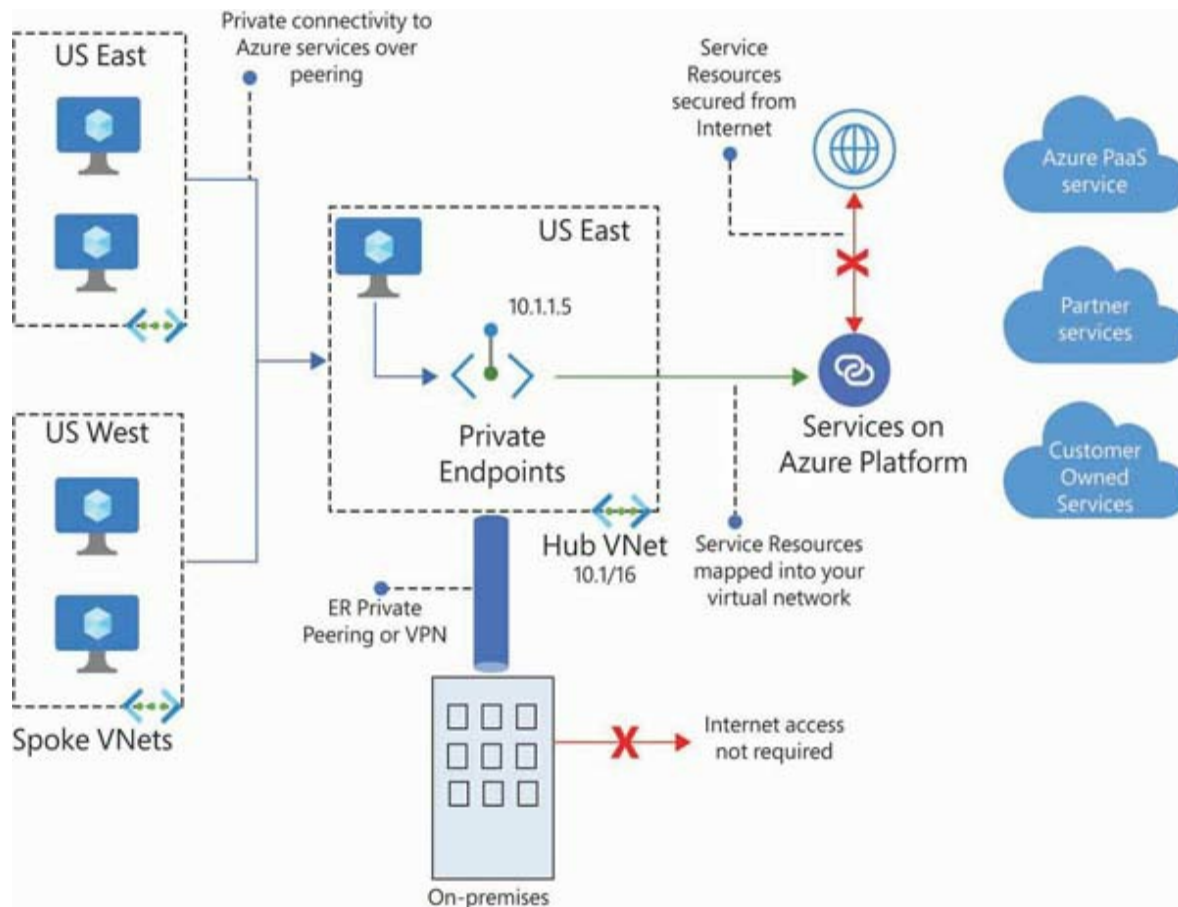 Private connectivity to
Azure services over
peering
US East
Service
Resources
secured from
Internet
Azure PaaS
service
US East
10.1.1.5
Partner
services
Private
Endpoints
Services on
Azure Platform
US West
Customer
Owned
Services
Hub VNet
10.1/16
Service Resources
mapped into your
virtual network
ER Private
Peering or VPN
Spoke VNets
Internet access
not required
On-premises